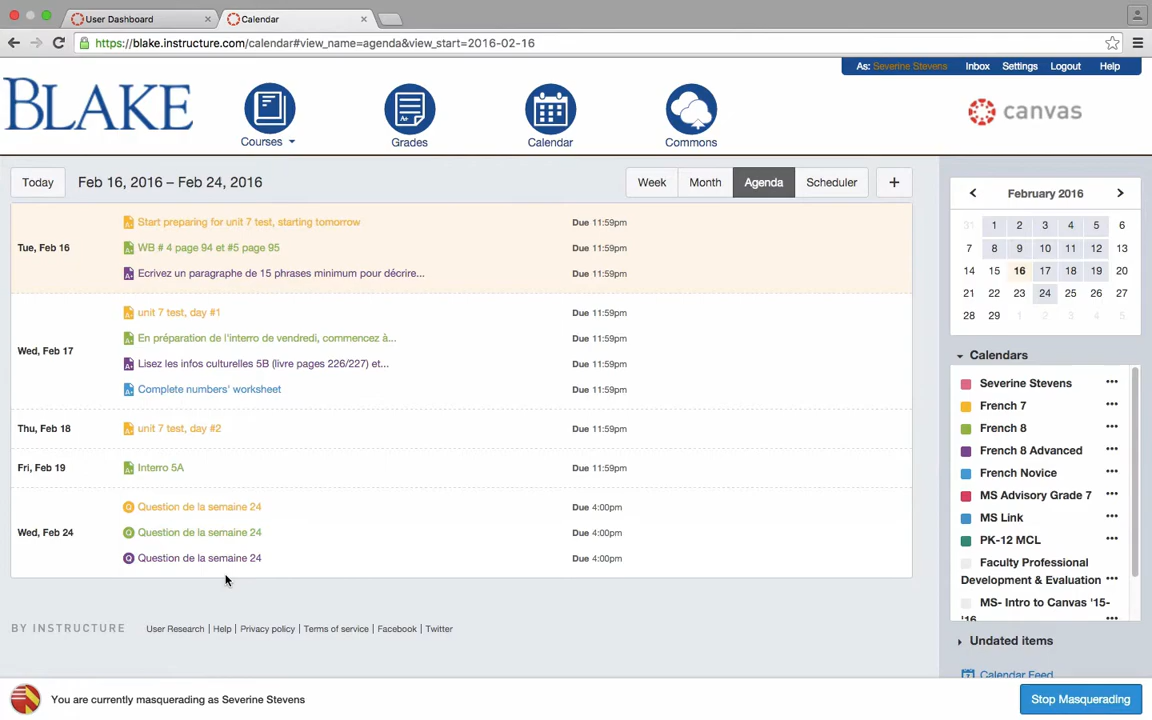 User Dashboard
Calendar
https://blake.instructure.com/calendar#view_name=agenda&view_start=2016-02-16
As: Severine Stevens Inbox Settings Logout Help
BLAKE
Courses Grades Calendar Commons
canvas
Today Feb 16, 2016 – Feb 24, 2016 Week Month Agenda Scheduler +
Tue, Feb 16
Start preparing for unit 7 test, starting tomorrow Due 11:59pm
WB # 4 page 94 et #5 page 95 Due 11:59pm
Ecrivez un paragraphe de 15 phrases minimum pour décrire... Due 11:59pm
Wed, Feb 17
unit 7 test, day #1 Due 11:59pm
En préparation de l'interro de vendredi, commencez à... Due 11:59pm
Lisez les infos culturelles 5B (livre pages 226/227) et... Due 11:59pm
Complete numbers' worksheet Due 11:59pm
Thu, Feb 18 unit 7 test, day #2 Due 11:59pm
Fri, Feb 19 Interro 5A Due 11:59pm
Wed, Feb 24
Question de la semaine 24 Due 4:00pm
Question de la semaine 24 Due 4:00pm
Question de la semaine 24 Due 4:00pm
February 2016
31 1 2 3 4 5 6
7 8 9 10 11 12 13
14 15 16 17 18 19 20
21 22 23 24 25 26 27
28 29 1 2 3 4 5
Calendars
Severine Stevens
French 7
French 8
French 8 Advanced
French Novice
MS Advisory Grade 7
MS Link
PK-12 MCL
Faculty Professional
Development & Evaluation
MS- Intro to Canvas '15-
'16
Undated items
Calendar Feed
BY INSTRUCTURE User Research | Help | Privacy policy | Terms of service | Facebook | Twitter
You are currently masquerading as Severine Stevens Stop Masquerading